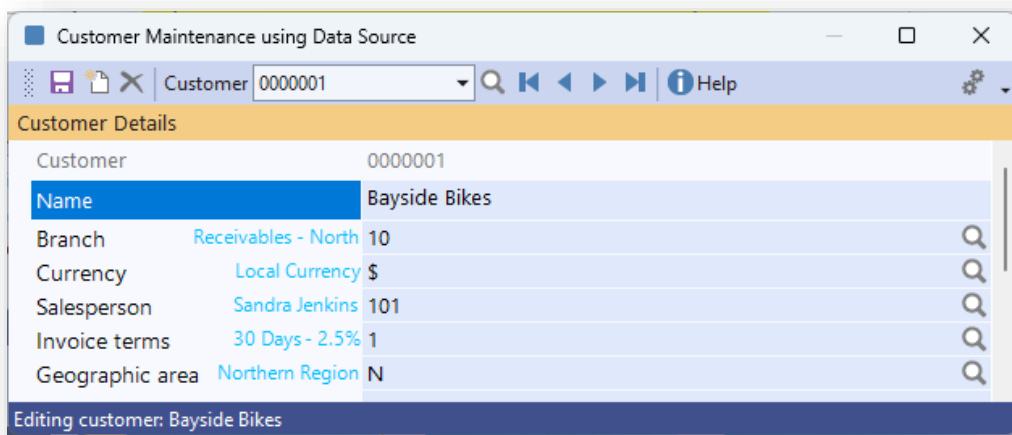 Customer Maintenance using Data Source
Customer 0000001 Help
Customer Details
Customer 0000001
Name Bayside Bikes
Branch Receivables - North 10
Currency Local Currency $
Salesperson Sandra Jenkins 101
Invoice terms 30 Days - 2.5% 1
Geographic area Northern Region N
Editing customer: Bayside Bikes